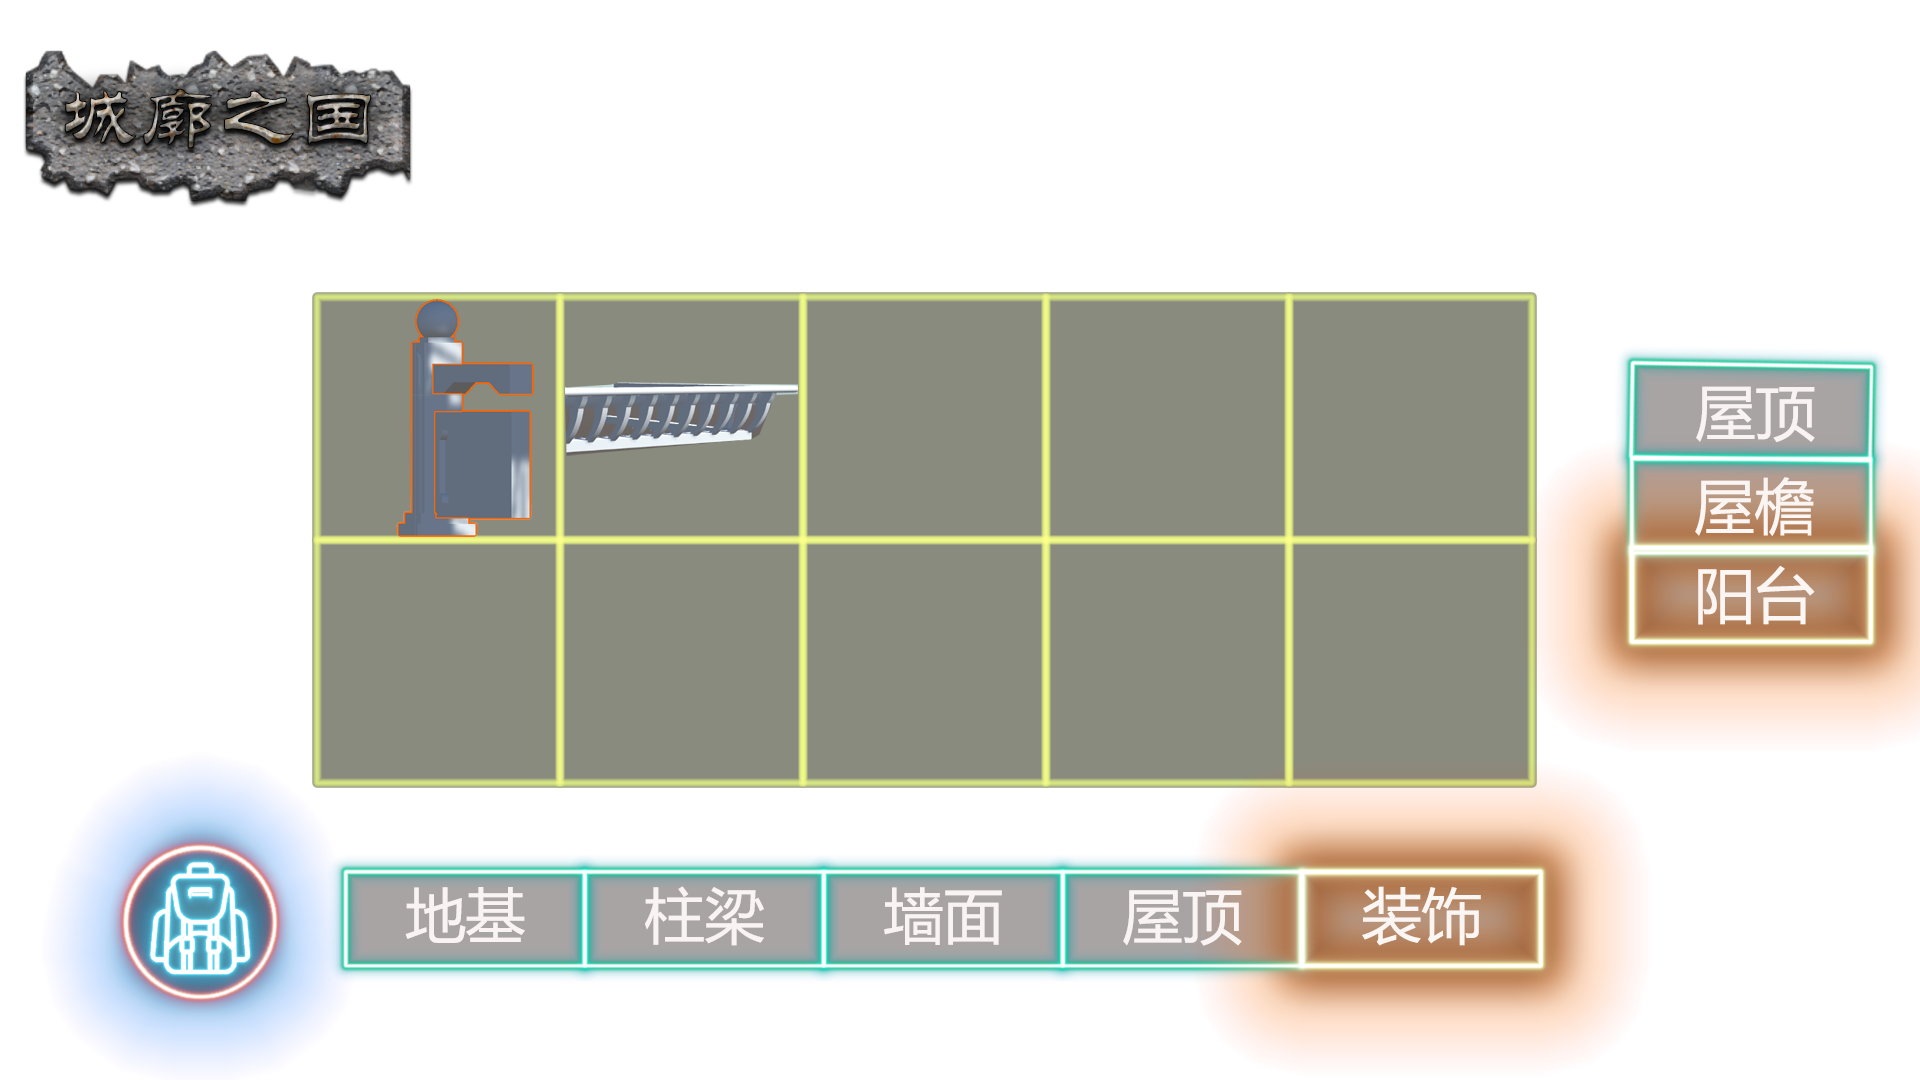 城廓之国
屋顶
屋檐
阳台
地基 柱梁 墙面 屋顶 装饰